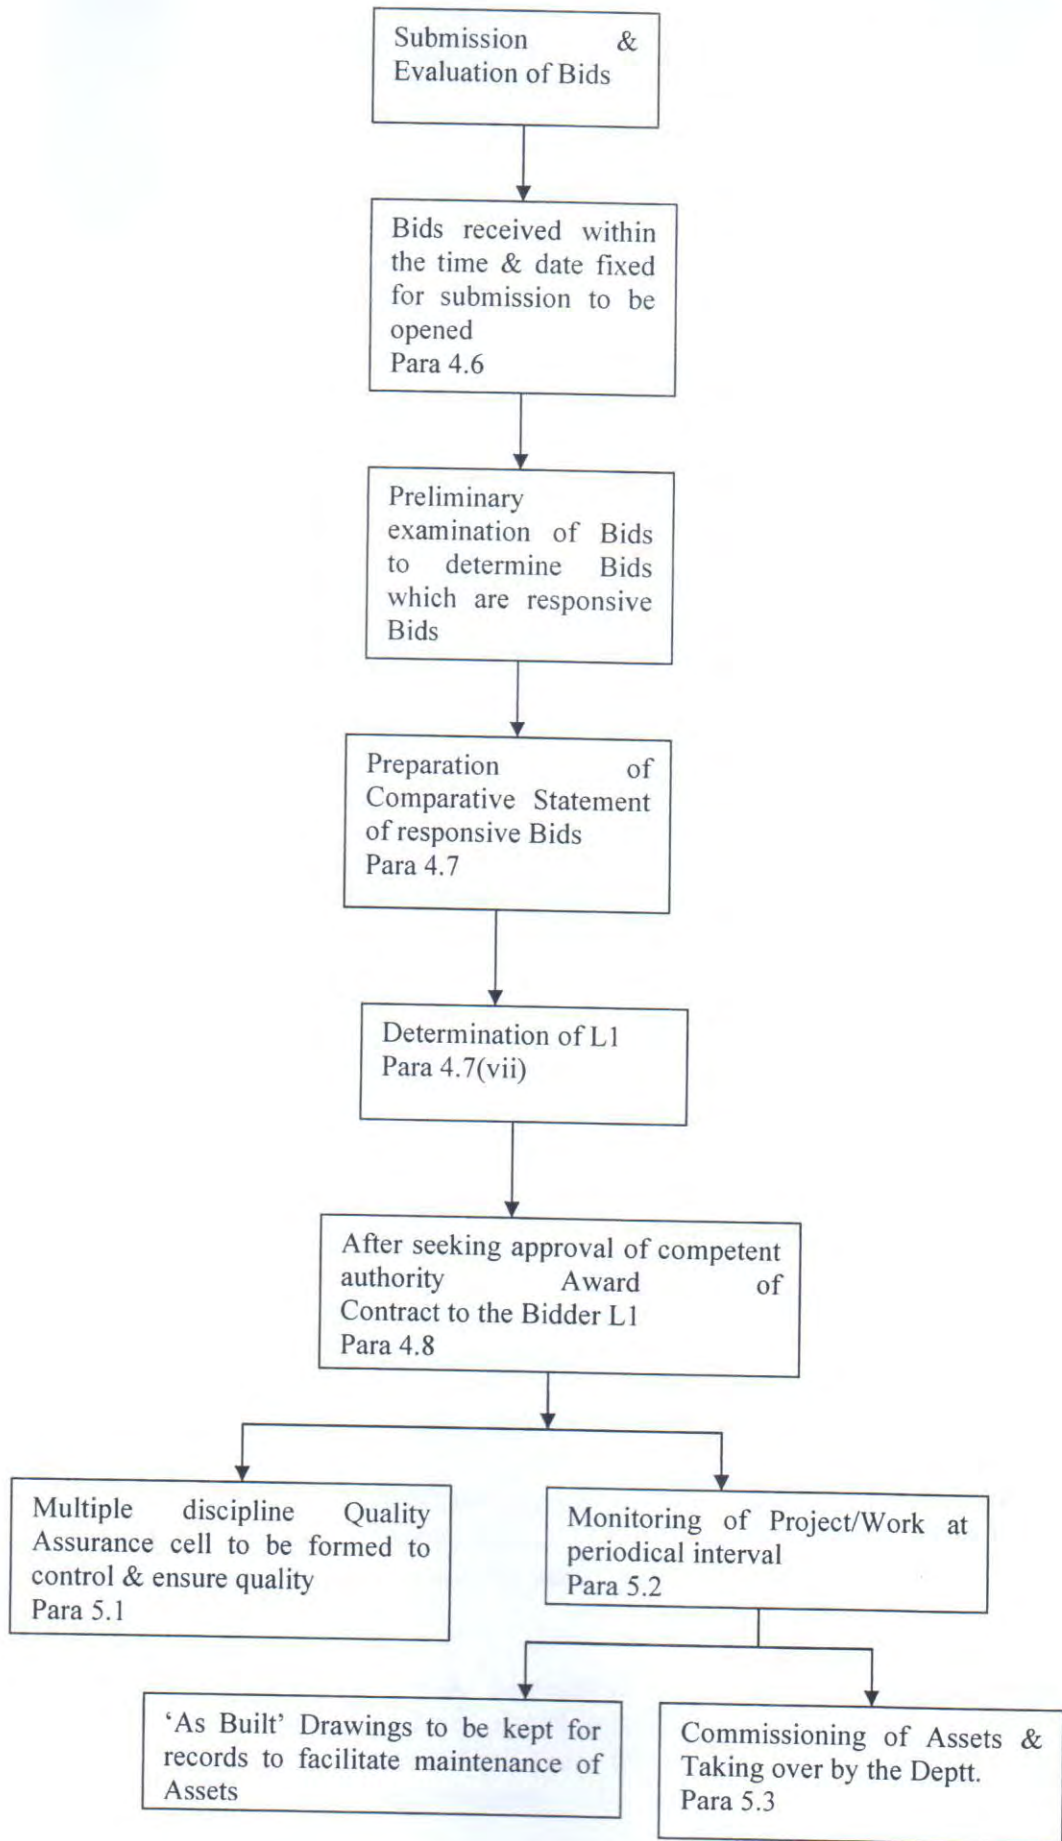 Submission &
Evaluation of Bids
Bids received within
the time & date fixed
for submission to be
opened
Para 4.6
Preliminary
examination of Bids
to determine Bids
which are responsive
Bids
Preparation of
Comparative Statement
of responsive Bids
Para 4.7
Determination of L1
Para 4.7(vii)
After seeking approval of competent
authority Award of
Contract to the Bidder L1
Para 4.8
Multiple discipline Quality
Assurance cell to be formed to
control & ensure quality
Para 5.1
Monitoring of Project/Work at
periodical interval
Para 5.2
‘As Built’ Drawings to be kept for
records to facilitate maintenance of
Assets
Commissioning of Assets &
Taking over by the Deptt.
Para 5.3